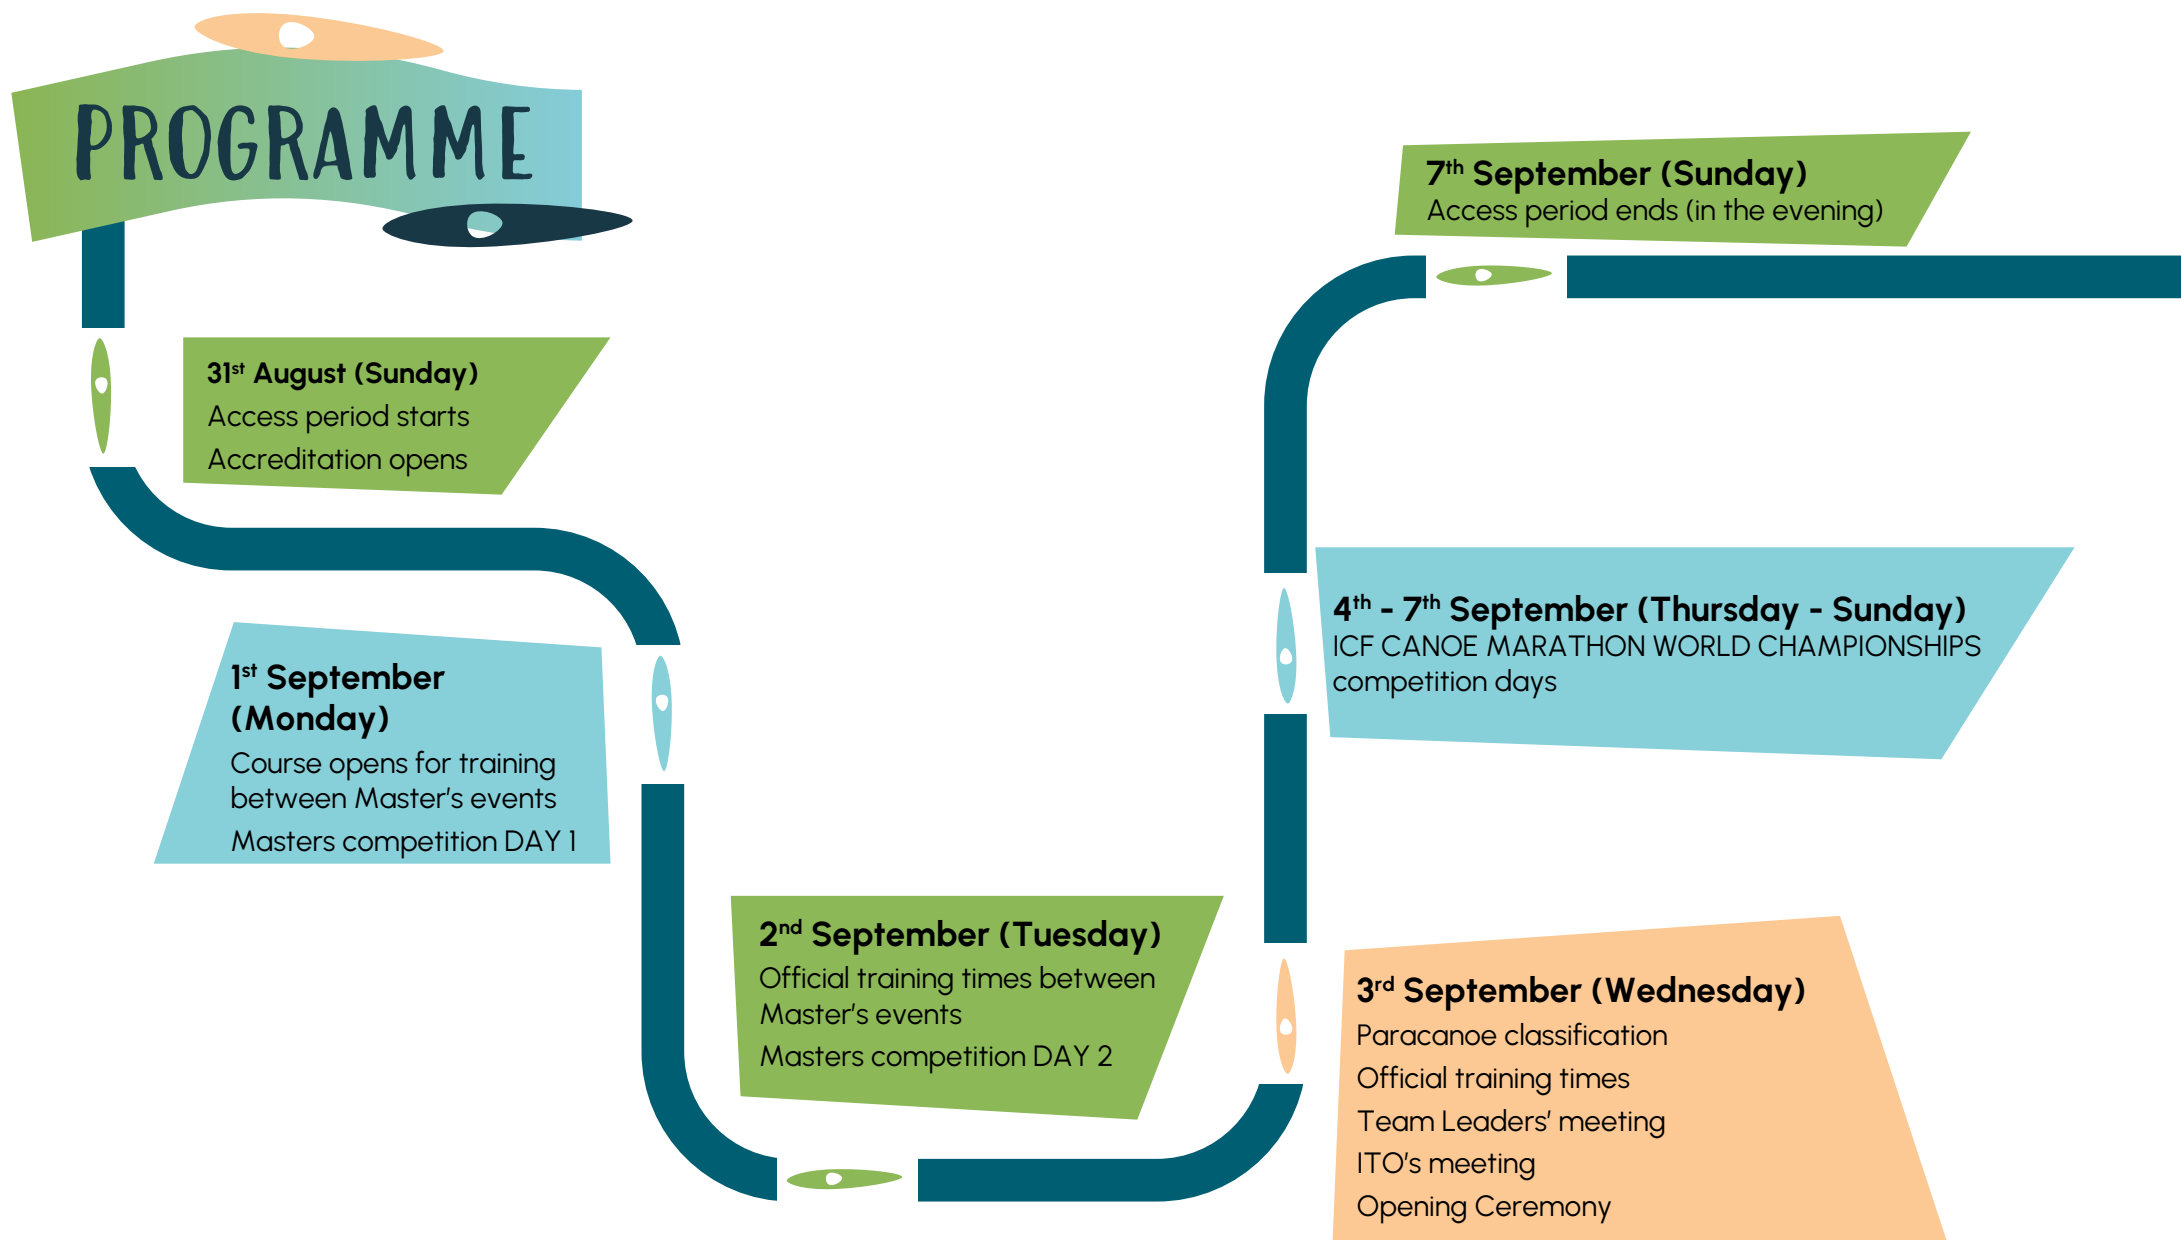 PROGRAMME
31st August (Sunday)
Access period starts
Accreditation opens
1st September
(Monday)
Course opens for training
between Master's events
Masters competition DAY 1
2nd September (Tuesday)
Official training times between
Master's events
Masters competition DAY 2
3rd September (Wednesday)
Paracanoe classification
Official training times
Team Leaders' meeting
ITO's meeting
Opening Ceremony
4th - 7th September (Thursday - Sunday)
ICF CANOE MARATHON WORLD CHAMPIONSHIPS
competition days
7th September (Sunday)
Access period ends (in the evening)